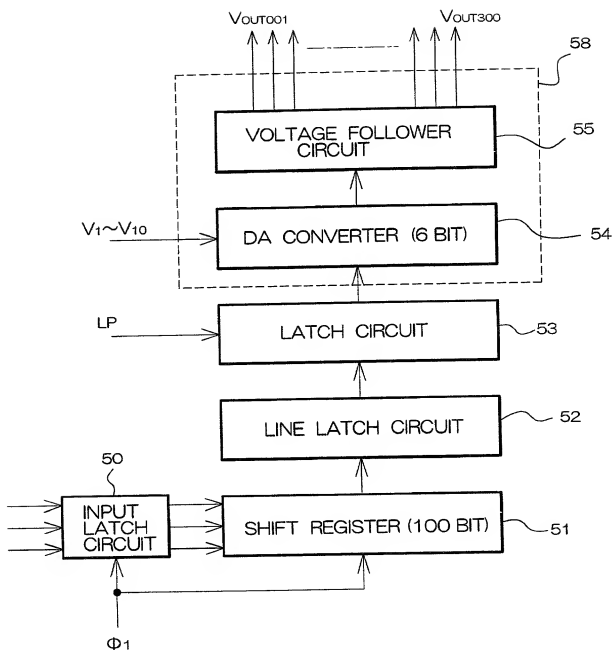 VOUT001 VOUT300
58
VOLTAGE FOLLOWER
CIRCUIT
55
V1~V10
DA CONVERTER (6 BIT)
54
LP
LATCH CIRCUIT
53
LINE LATCH CIRCUIT
52
50
INPUT
LATCH
CIRCUIT
SHIFT REGISTER (100 BIT)
51
Φ1